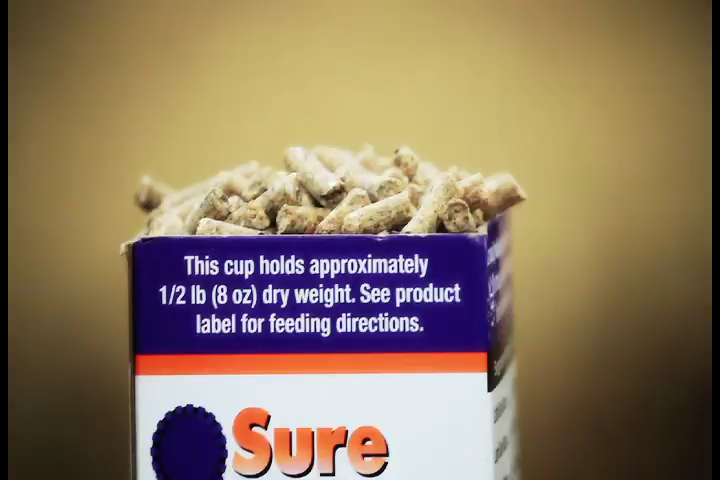 This cup holds approximately
1/2 lb (8 oz) dry weight. See product
label for feeding directions.
Sure